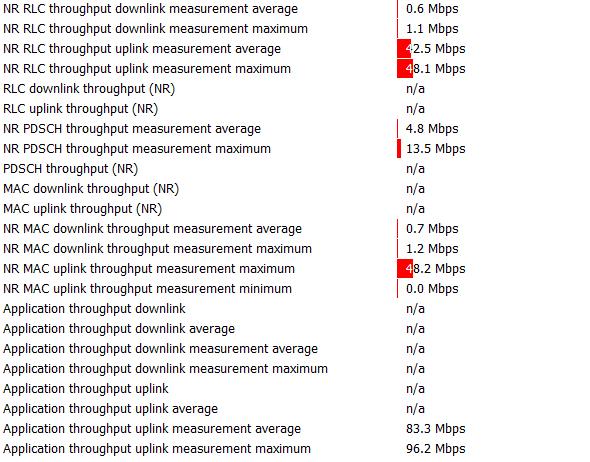 NR RLC throughput downlink measurement average 0.6 Mbps
NR RLC throughput downlink measurement maximum 1.1 Mbps
NR RLC throughput uplink measurement average 42.5 Mbps
NR RLC throughput uplink measurement maximum 48.1 Mbps
RLC downlink throughput (NR) n/a
RLC uplink throughput (NR) n/a
NR PDSCH throughput measurement average 4.8 Mbps
NR PDSCH throughput measurement maximum 13.5 Mbps
PDSCH throughput (NR) n/a
MAC downlink throughput (NR) n/a
MAC uplink throughput (NR) n/a
NR MAC downlink throughput measurement average 0.7 Mbps
NR MAC downlink throughput measurement maximum 1.2 Mbps
NR MAC uplink throughput measurement maximum 48.2 Mbps
NR MAC uplink throughput measurement minimum 0.0 Mbps
Application throughput downlink n/a
Application throughput downlink average n/a
Application throughput downlink measurement average n/a
Application throughput downlink measurement maximum n/a
Application throughput uplink n/a
Application throughput uplink average n/a
Application throughput uplink measurement average 83.3 Mbps
Application throughput uplink measurement maximum 96.2 Mbps